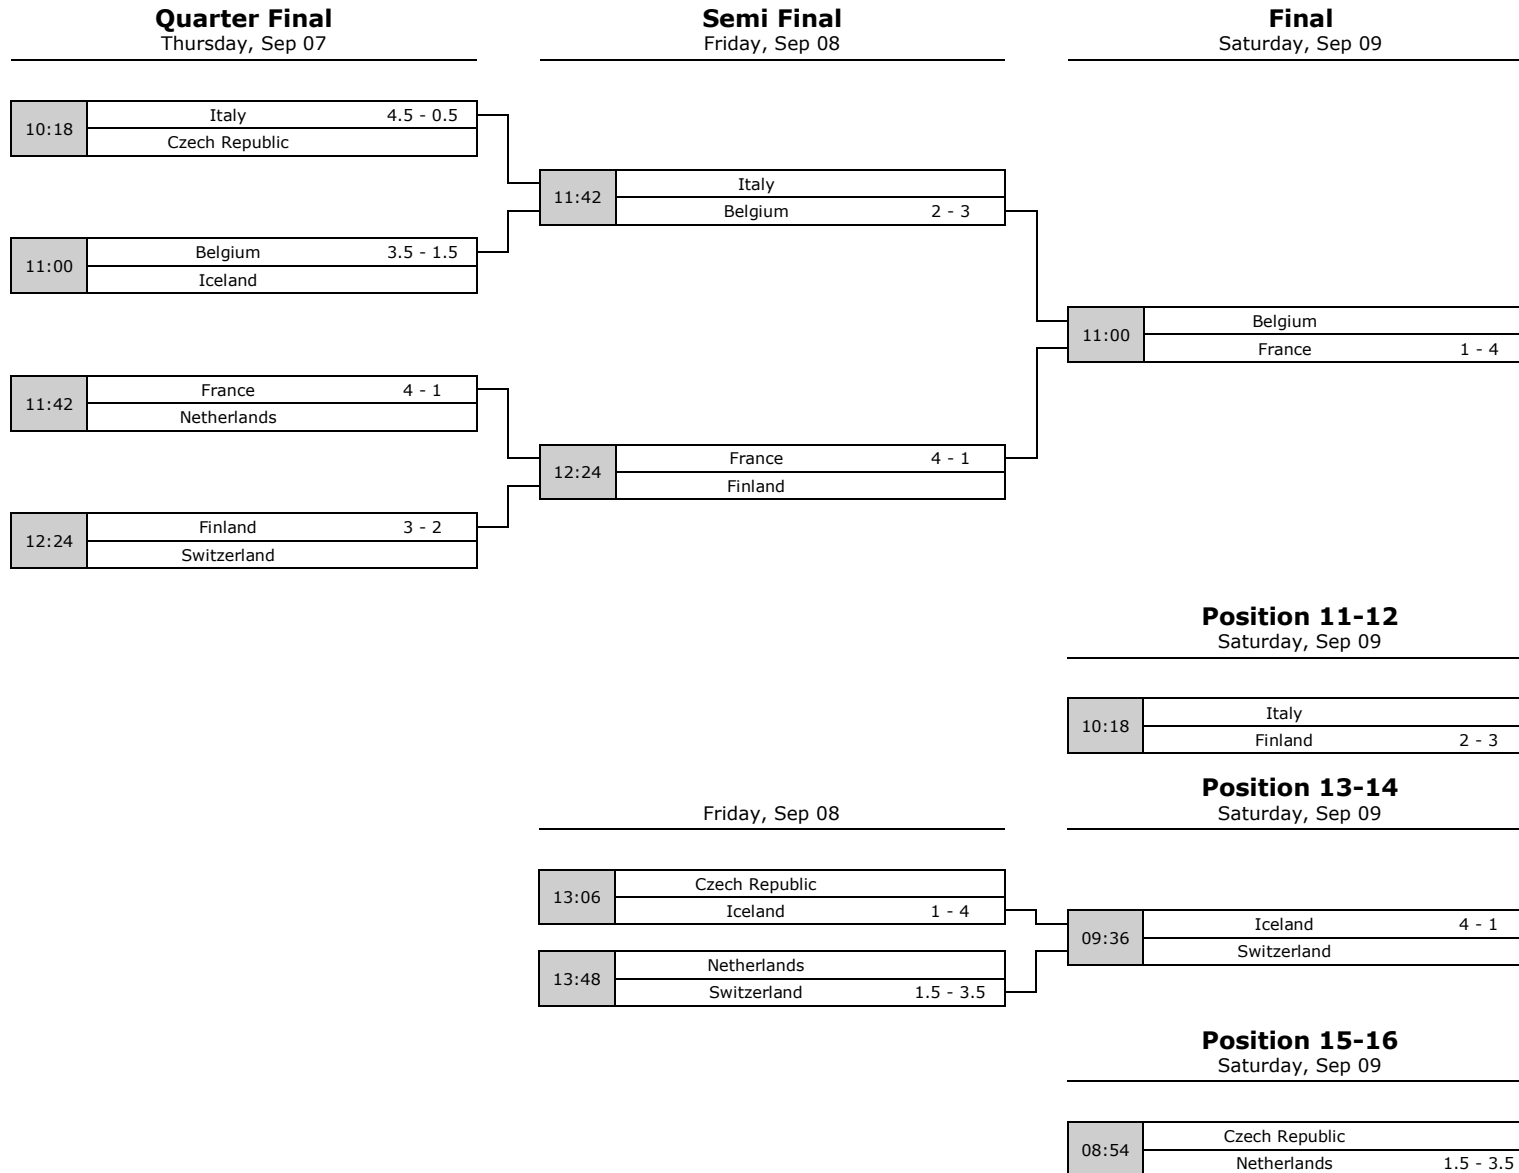 Quarter Final
Thursday, Sep 07
Semi Final
Friday, Sep 08
Final
Saturday, Sep 09
10:18
Italy 4.5 - 0.5
Czech Republic
11:00
Belgium 3.5 - 1.5
Iceland
11:42
France 4 - 1
Netherlands
12:24
Finland 3 - 2
Switzerland
11:42
Italy
Belgium 2 - 3
12:24
France 4 - 1
Finland
11:00
Belgium
France 1 - 4
Position 11-12
Saturday, Sep 09
10:18
Italy
Finland 2 - 3
Position 13-14
Saturday, Sep 09
Friday, Sep 08
13:06
Czech Republic
Iceland 1 - 4
13:48
Netherlands
Switzerland 1.5 - 3.5
09:36
Iceland 4 - 1
Switzerland
Position 15-16
Saturday, Sep 09
08:54
Czech Republic
Netherlands 1.5 - 3.5